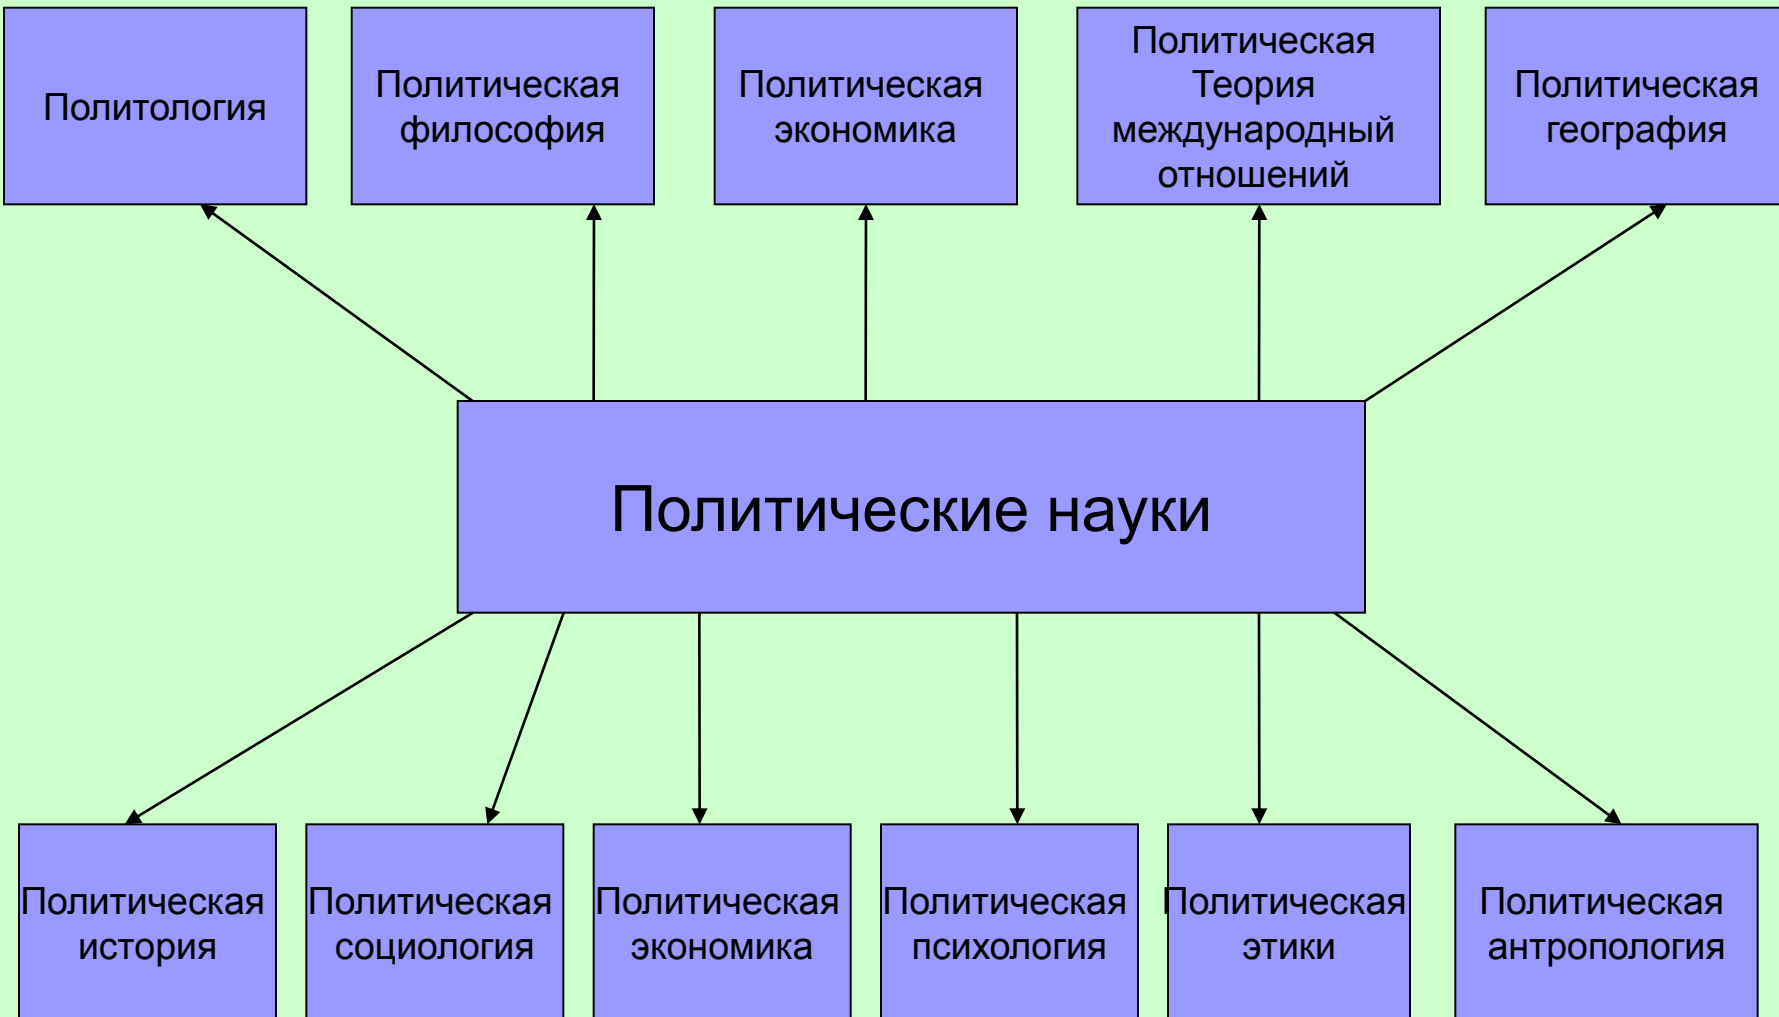 Политология
Политическая
философия
Политическая
экономика
Политическая
Теория
международный
отношений
Политическая
география
Политические науки
Политическая
история
Политическая
социология
Политическая
экономика
Политическая
психология
Политическая
этики
Политическая
антропология